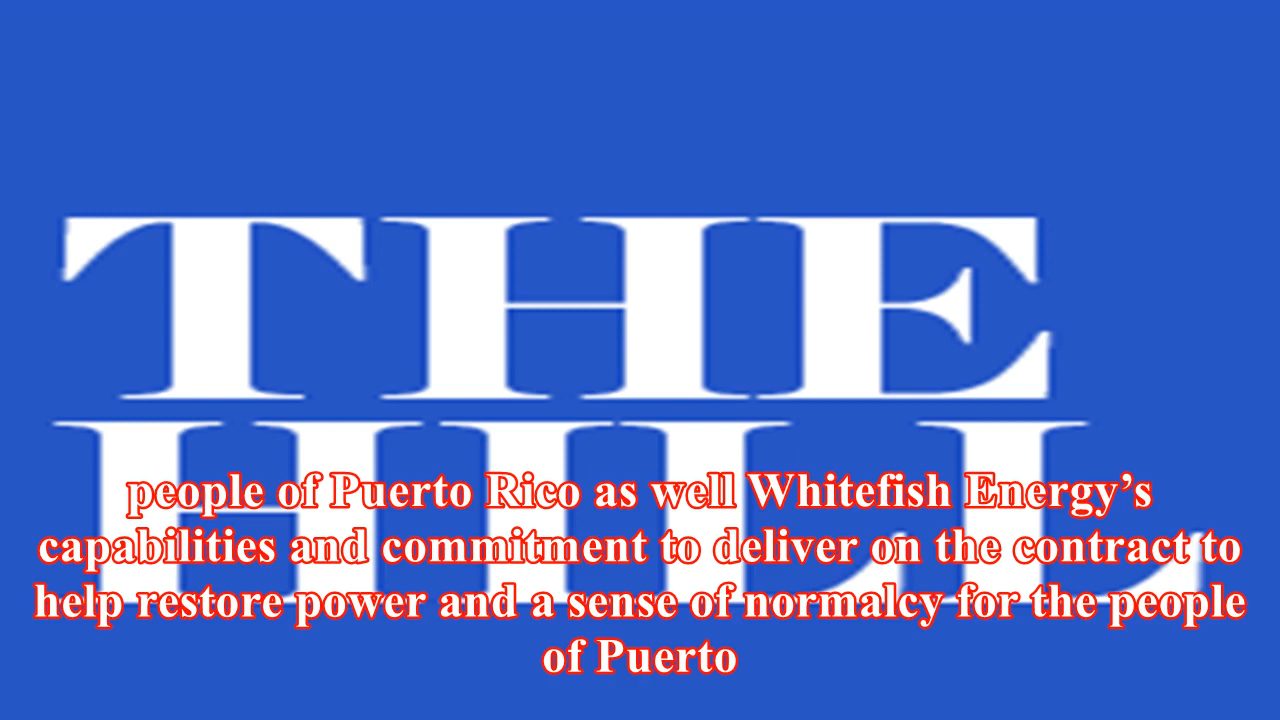 THE
HILL
people of Puerto Rico as well Whitefish Energy’s
capabilities and commitment to deliver on the contract to
help restore power and a sense of normalcy for the people
of Puerto